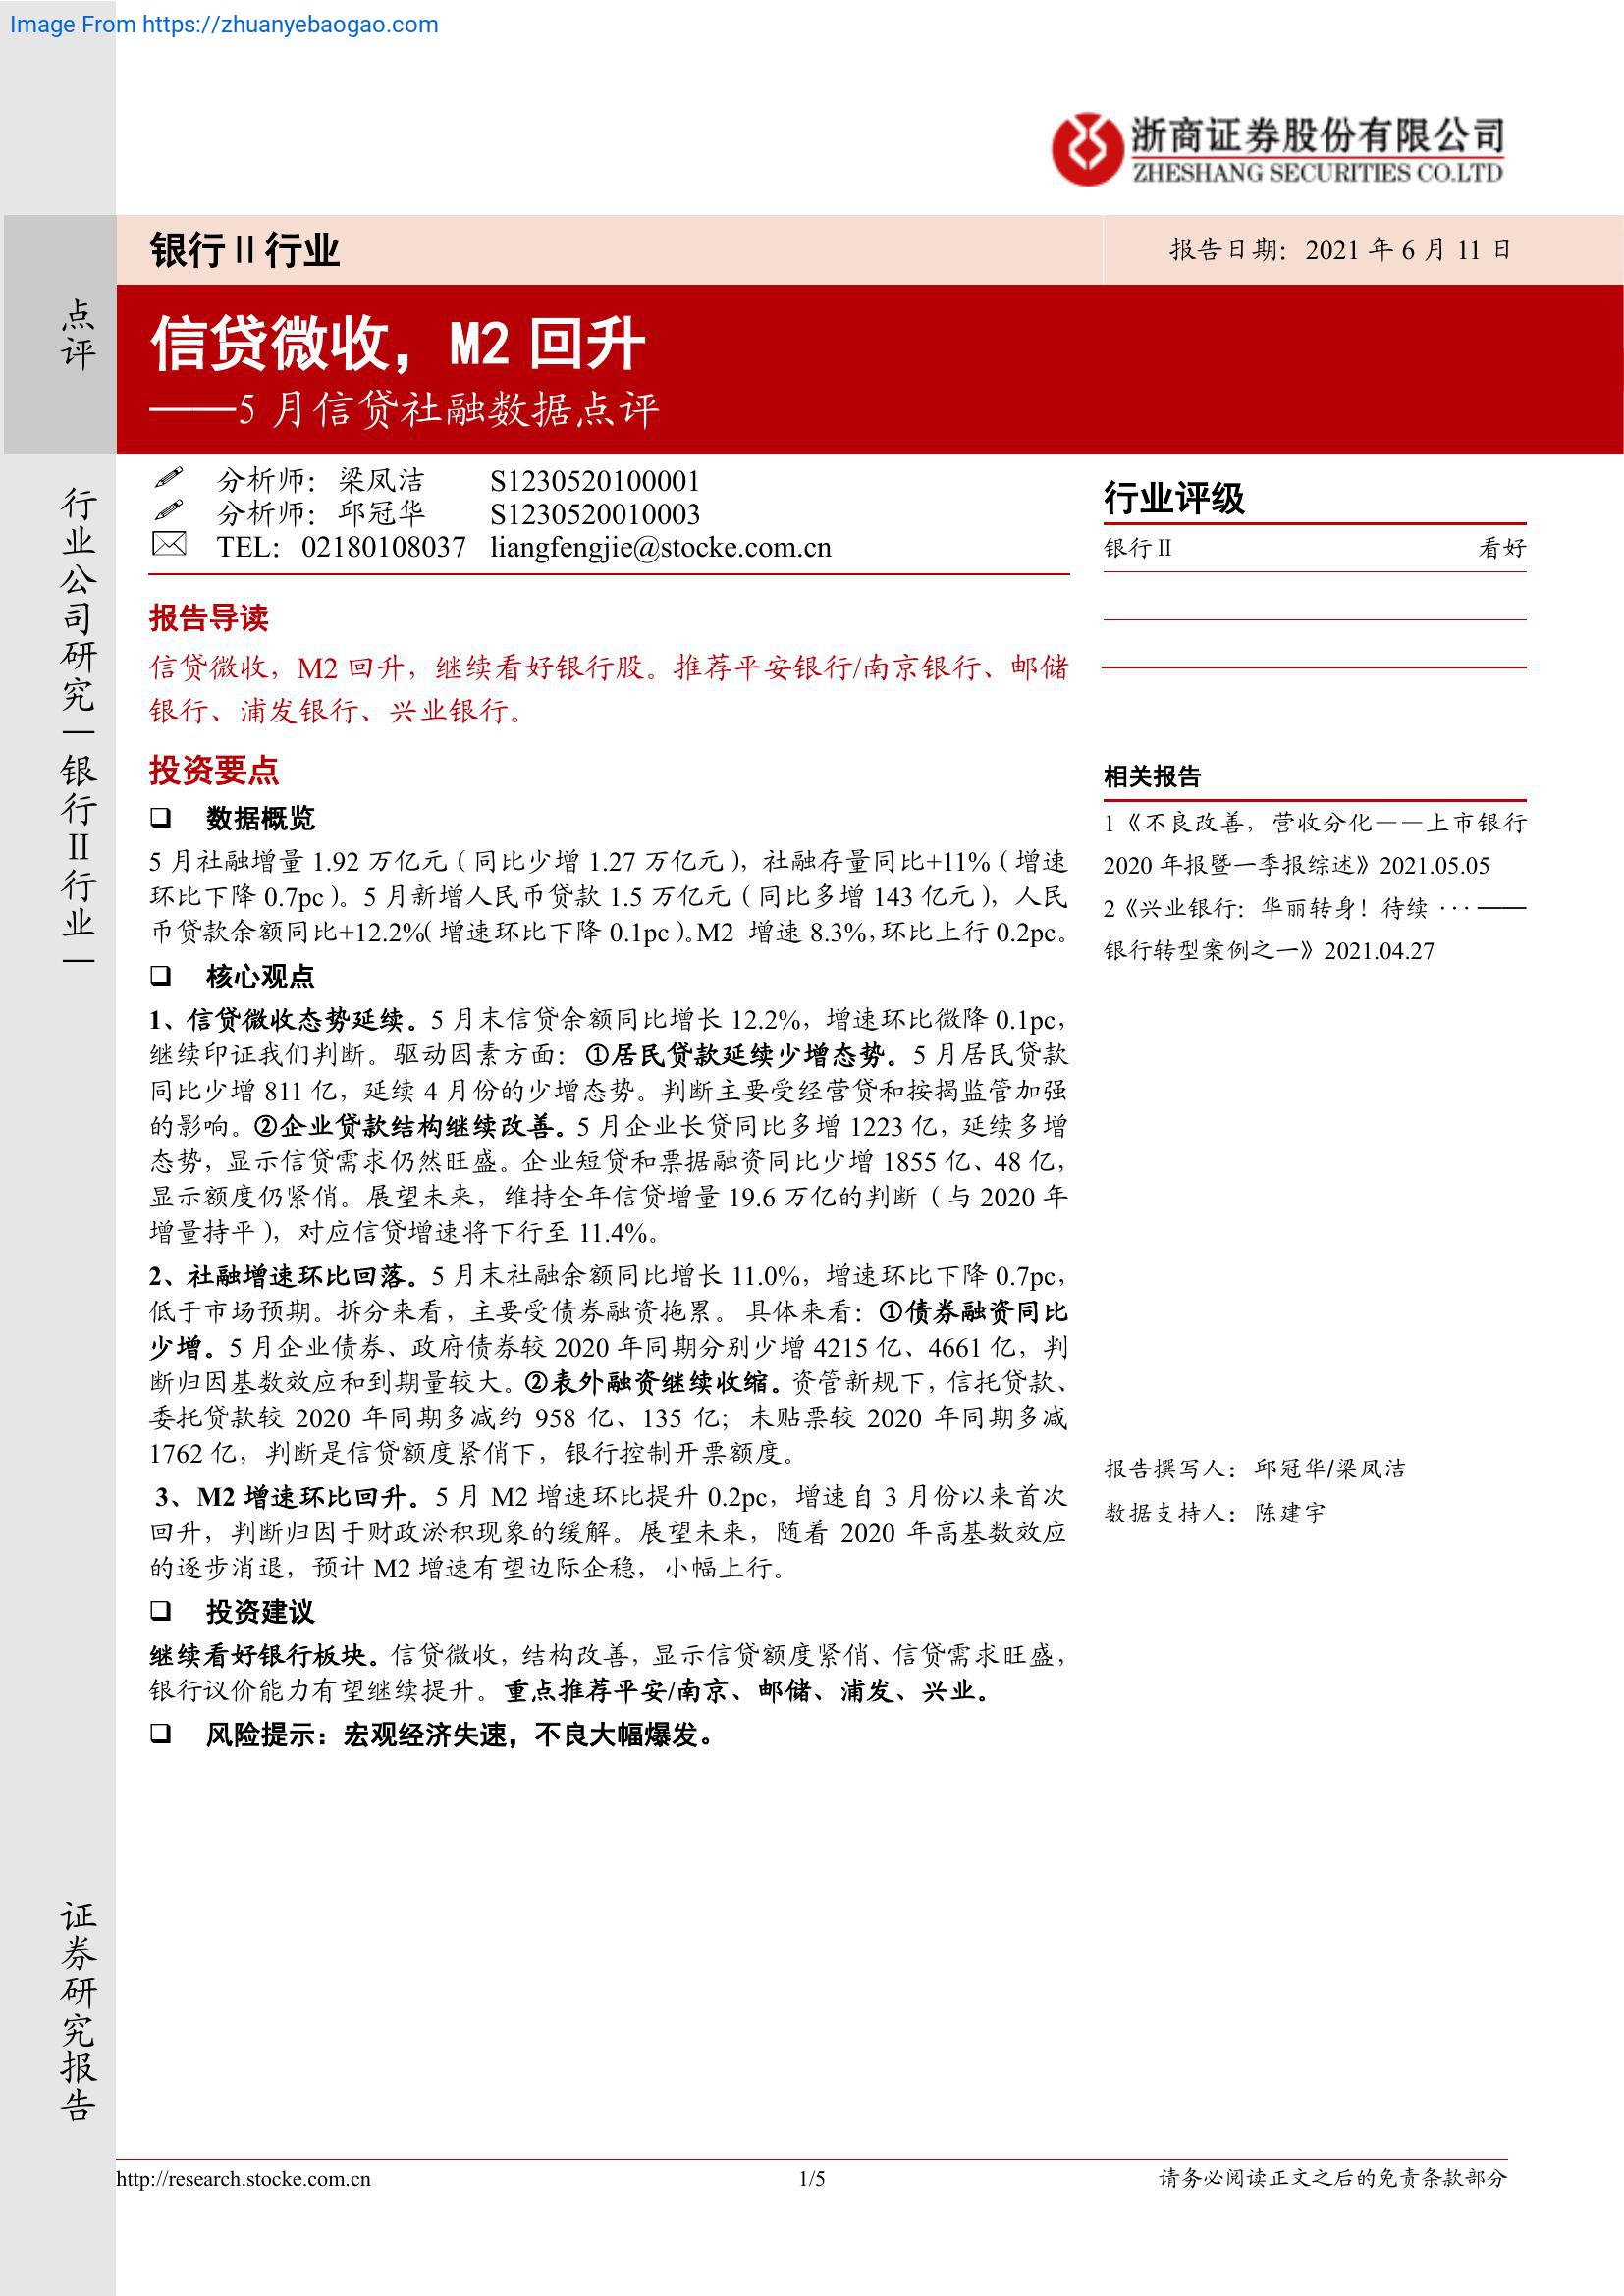 Image From https://zhuanyebaogao.com
浙商证券股份有限公司
ZHESHANG SECURITIES CO.LTD
点评
行业公司研究|银行Ⅱ行业|
证券研究报告
银行Ⅱ行业
报告日期：2021 年 6 月 11 日
信贷微收，M2 回升
——5 月信贷社融数据点评
分析师：梁凤洁 S1230520100001
分析师：邱冠华 S1230520010003
TEL：02180108037 liangfengjie@stocke.com.cn
报告导读
信贷微收，M2 回升，继续看好银行股。推荐平安银行/南京银行、邮储
银行、浦发银行、兴业银行。
投资要点
❑ 数据概览
5 月社融增量 1.92 万亿元（同比少增 1.27 万亿元），社融存量同比+11%（增速
环比下降 0.7pc）。5 月新增人民币贷款 1.5 万亿元（同比多增 143 亿元），人民
币贷款余额同比+12.2%（增速环比下降 0.1pc）。M2 增速 8.3%，环比上行 0.2pc。
❑ 核心观点
1、信贷微收态势延续。5 月末信贷余额同比增长 12.2%，增速环比微降 0.1pc，
继续印证我们判断。驱动因素方面：①居民贷款延续少增态势。5 月居民贷款
同比少增 811 亿，延续 4 月份的少增态势。判断主要受经营贷和按揭监管加强
的影响。②企业贷款结构继续改善。5 月企业长贷同比多增 1223 亿，延续多增
态势，显示信贷需求仍然旺盛。企业短贷和票据融资同比少增 1855 亿、48 亿，
显示额度仍紧俏。展望未来，维持全年信贷增量 19.6 万亿的判断（与 2020 年
增量持平），对应信贷增速将下行至 11.4%。
2、社融增速环比回落。5 月末社融余额同比增长 11.0%，增速环比下降 0.7pc，
低于市场预期。拆分来看，主要受债券融资拖累。 具体来看：①债券融资同比
少增。5 月企业债券、政府债券较 2020 年同期分别少增 4215 亿、4661 亿，判
断归因基数效应和到期量较大。②表外融资继续收缩。资管新规下，信托贷款、
委托贷款较 2020 年同期多减约 958 亿、135 亿；未贴票较 2020 年同期多减
1762 亿，判断是信贷额度紧俏下，银行控制开票额度。
3、M2 增速环比回升。5 月 M2 增速环比提升 0.2pc，增速自 3 月份以来首次
回升，判断归因于财政淤积现象的缓解。展望未来，随着 2020 年高基数效应
的逐步消退，预计 M2 增速有望边际企稳，小幅上行。
❑ 投资建议
继续看好银行板块。信贷微收，结构改善，显示信贷额度紧俏、信贷需求旺盛，
银行议价能力有望继续提升。重点推荐平安/南京、邮储、浦发、兴业。
❑ 风险提示：宏观经济失速，不良大幅爆发。
行业评级
银行Ⅱ 看好
相关报告
1《不良改善，营收分化——上市银行
2020 年报暨一季报综述》2021.05.05
2《兴业银行：华丽转身！待续 ···——
银行转型案例之一》2021.04.27
报告撰写人：邱冠华/梁凤洁
数据支持人：陈建宇
http://research.stocke.com.cn
1/5
请务必阅读正文之后的免责条款部分